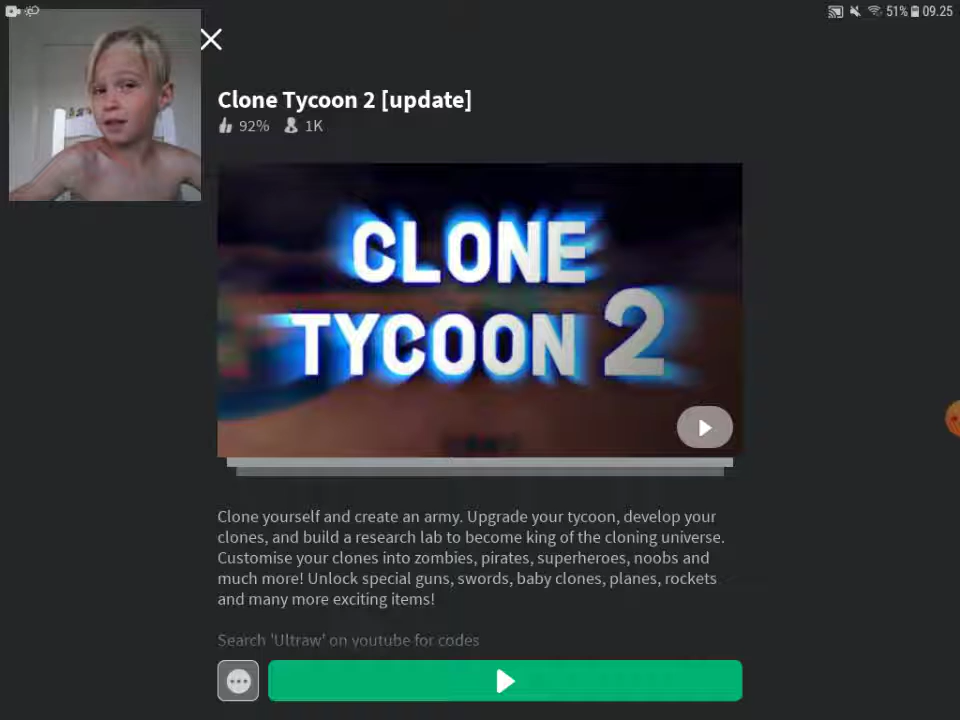 51% 09.25
Clone Tycoon 2 [update]
92% 1K
CLONE
TYCOON 2
Clone yourself and create an army. Upgrade your tycoon, develop your
clones, and build a research lab to become king of the cloning universe.
Customise your clones into zombies, pirates, superheroes, noobs and
much more! Unlock special guns, swords, baby clones, planes, rockets
and many more exciting items!
Search 'Ultraw' on youtube for codes